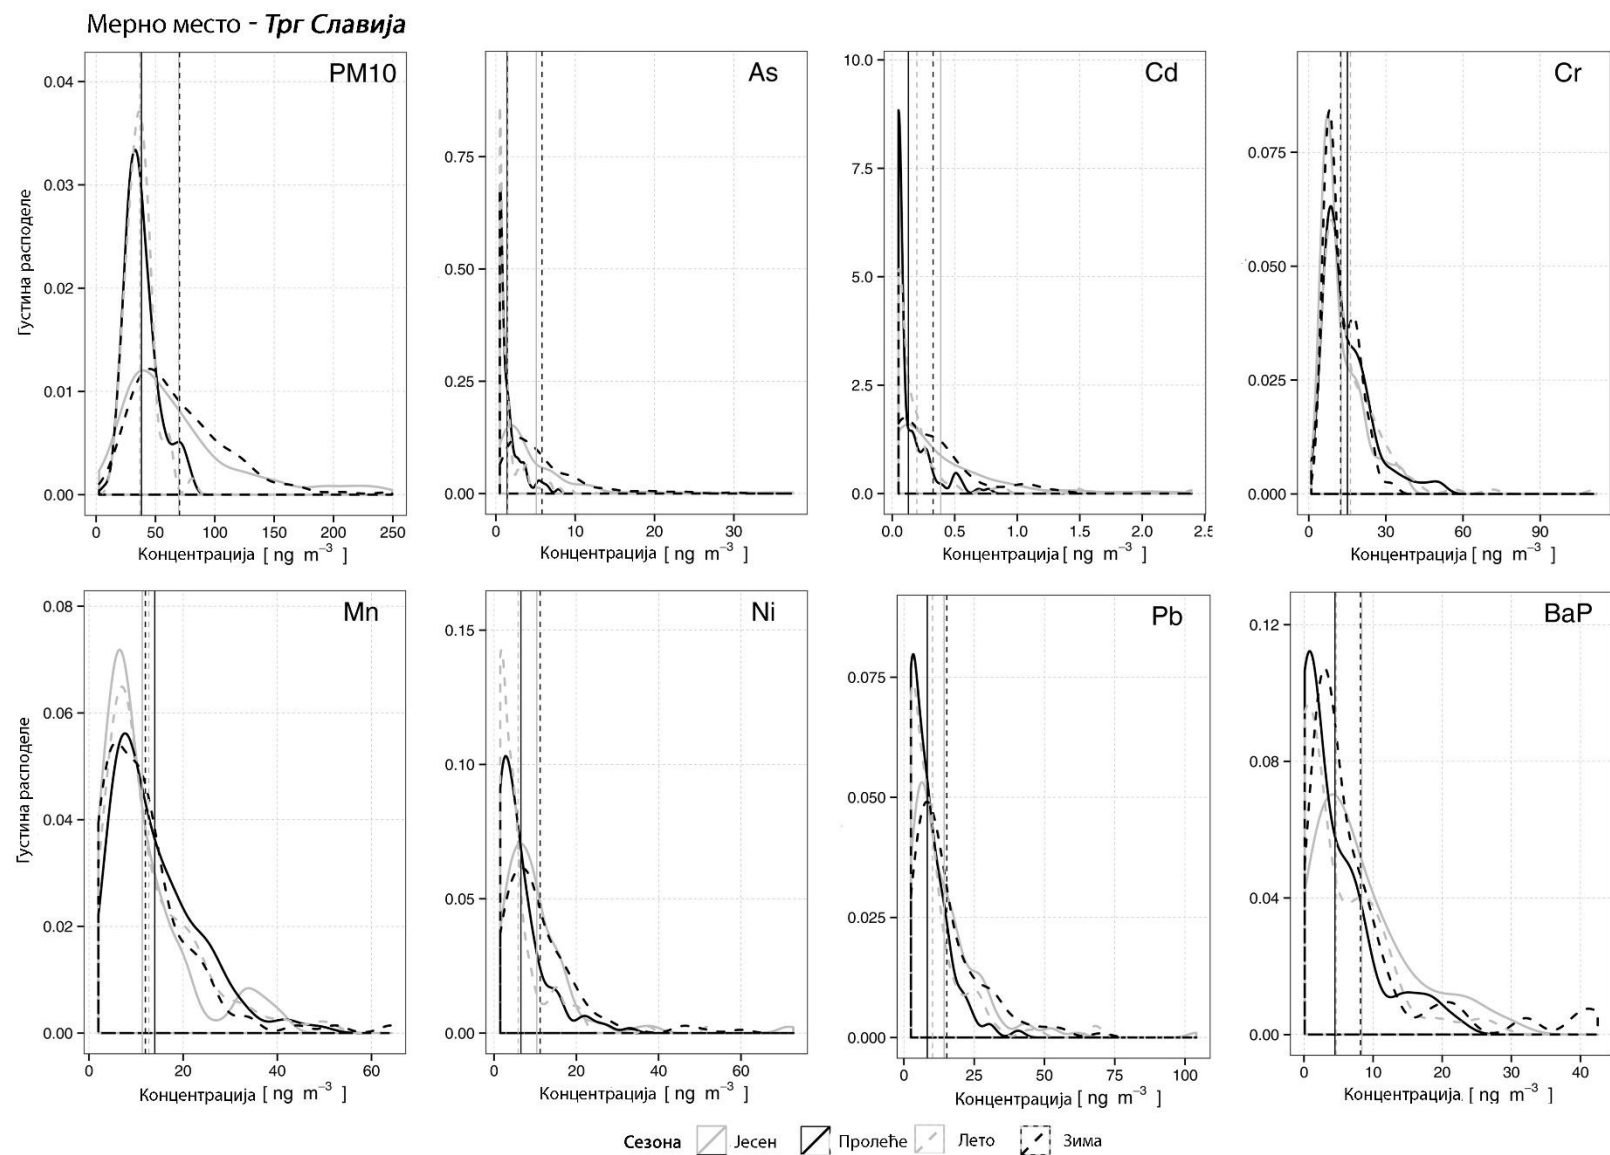 Мерно место - Трг Славија
PM10
As
Cd
Cr
Густина расподеле
0.04
0.03
0.02
0.01
0.00
0 50 100 150 200 250
Концентрација [ ng m⁻³ ]
0.75
0.50
0.25
0.00
0 10 20 30
Концентрација [ ng m⁻³ ]
10.0
7.5
5.0
2.5
0.0
0.0 0.5 1.0 1.5 2.0 2.5
Концентрација [ ng m⁻³ ]
0.075
0.050
0.025
0.000
0 30 60 90
Концентрација [ ng m⁻³ ]
Mn
Ni
Pb
BaP
Густина расподеле
0.08
0.06
0.04
0.02
0.00
0 20 40 60
Концентрација [ ng m⁻³ ]
0.15
0.10
0.05
0.00
0 20 40 60
Концентрација [ ng m⁻³ ]
0.075
0.050
0.025
0.000
0 25 50 75 100
Концентрација [ ng m⁻³ ]
0.12
0.08
0.04
0.00
0 10 20 30 40
Концентрација. [ ng m⁻³ ]
Сезона Јесен Пролеће Лето Зима